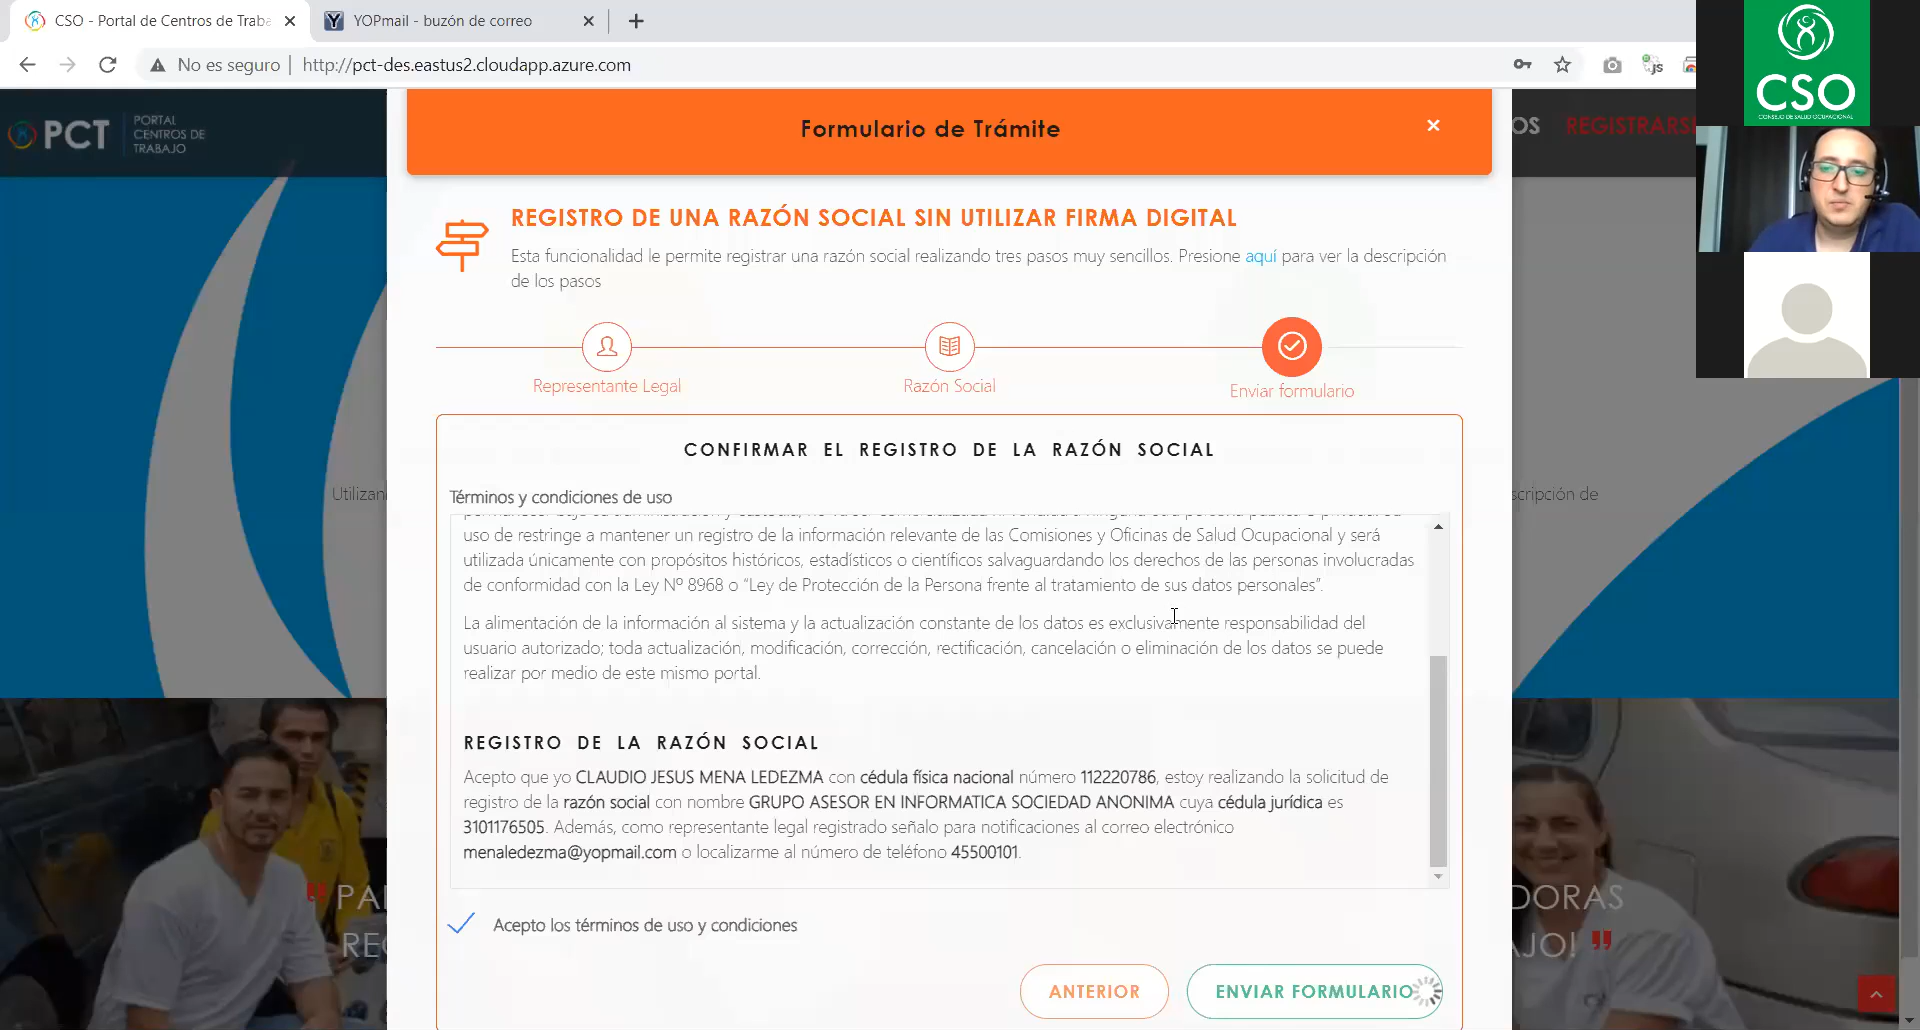 CSO - Portal de Centros de Traba
YOPmail - buzón de correo
No es seguro
http://pct-des.eastus2.cloudapp.azure.com
JS
CSO
CONSEJO DE SALUD OCUPACIONAL
PCT
PORTAL
CENTROS DE
TRABAJO
OS
REGISTRARS
Formulario de Trámite
REGISTRO DE UNA RAZÓN SOCIAL SIN UTILIZAR FIRMA DIGITAL
Esta funcionalidad le permite registrar una razón social realizando tres pasos muy sencillos. Presione aquí para ver la descripción
de los pasos
Representante Legal
Razón Social
Enviar formulario
CONFIRMAR EL REGISTRO DE LA RAZÓN SOCIAL
Utilizan
scripción de
Términos y condiciones de uso
uso de restringe a mantener un registro de la información relevante de las Comisiones y Oficinas de Salud Ocupacional y será
utilizada únicamente con propósitos históricos, estadísticos o científicos salvaguardando los derechos de las personas involucradas
de conformidad con la Ley Nº 8968 o “Ley de Protección de la Persona frente al tratamiento de sus datos personales”.
La alimentación de la información al sistema y la actualización constante de los datos es exclusivamente responsabilidad del
usuario autorizado; toda actualización, modificación, corrección, rectificación, cancelación o eliminación de los datos se puede
realizar por medio de este mismo portal.
REGISTRO DE LA RAZÓN SOCIAL
Acepto que yo CLAUDIO JESUS MENA LEDEZMA con cédula física nacional número 112220786, estoy realizando la solicitud de
registro de la razón social con nombre GRUPO ASESOR EN INFORMATICA SOCIEDAD ANONIMA cuya cédula jurídica es
3101176505. Además, como representante legal registrado señalo para notificaciones al correo electrónico
menaledezma@yopmail.com o localizarme al número de teléfono 45500101.
" PA
DORAS
RE
AJO! "
Acepto los términos de uso y condiciones
ANTERIOR
ENVIAR FORMULARIO